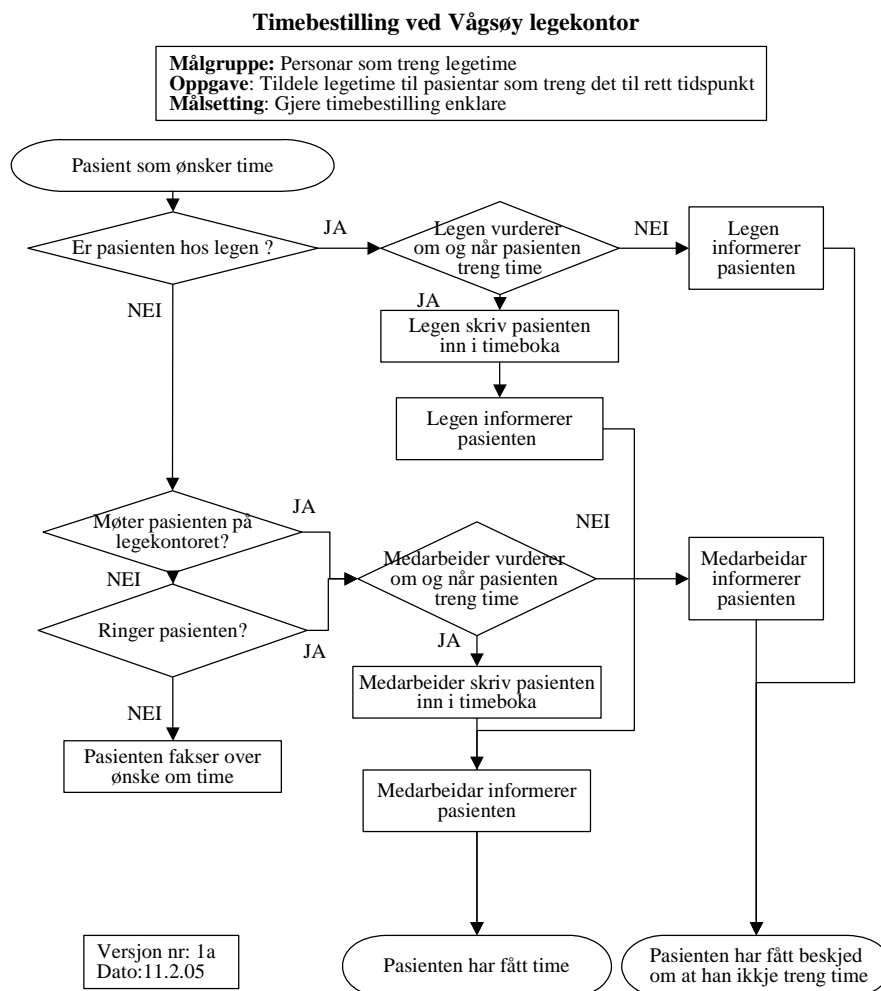 Timebestilling ved Vågsøy legekontor
Målgruppe: Personar som treng legetime
Oppgave: Tildele legetime til pasientar som treng det til rett tidspunkt
Målsetting: Gjere timebestilling enklare
Pasient som ønsker time
Er pasienten hos legen ?
JA
Legen vurderer
om og når pasienten
treng time
NEI
Legen
informerer
pasienten
NEI
JA
Legen skriv pasienten
inn i timeboka
Legen informerer
pasienten
Møter pasienten på
legekontoret?
JA
NEI
Medarbeider vurderer
om og når pasienten
treng time
NEI
Medarbeidar
informerer
pasienten
Ringer pasienten?
JA
JA
Medarbeider skriv pasienten
inn i timeboka
NEI
Pasienten fakser over
ønske om time
Medarbeidar informerer
pasienten
Versjon nr: 1a
Dato:11.2.05
Pasienten har fått time
Pasienten har fått beskjed
om at han ikkje treng time